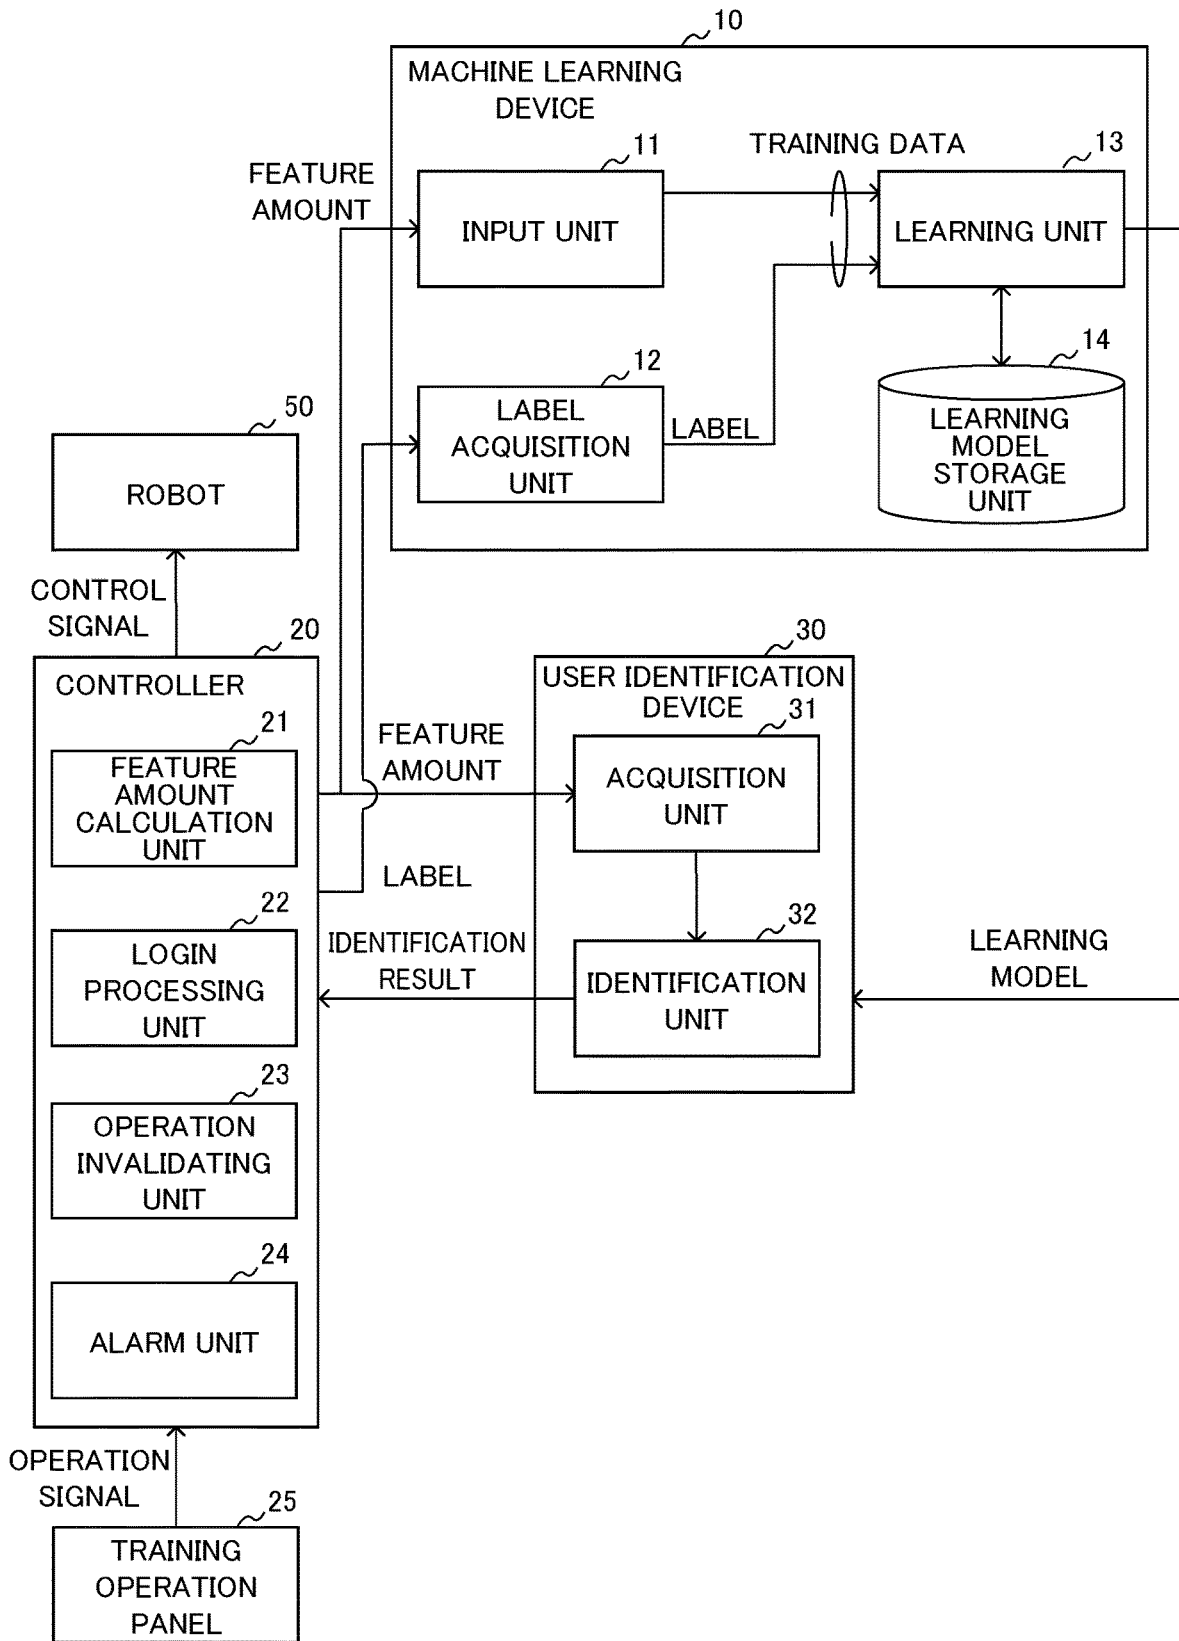 10
MACHINE LEARNING
DEVICE
FEATURE
AMOUNT
11
INPUT UNIT
TRAINING DATA
13
LEARNING UNIT
12
LABEL
ACQUISITION
UNIT
LABEL
14
LEARNING
MODEL
STORAGE
UNIT
50
ROBOT
CONTROL
SIGNAL
20
CONTROLLER
21
FEATURE
AMOUNT
CALCULATION
UNIT
FEATURE
AMOUNT
LABEL
30
USER IDENTIFICATION
DEVICE
31
ACQUISITION
UNIT
22
LOGIN
PROCESSING
UNIT
IDENTIFICATION
RESULT
32
IDENTIFICATION
UNIT
LEARNING
MODEL
23
OPERATION
INVALIDATING
UNIT
24
ALARM UNIT
OPERATION
SIGNAL
25
TRAINING
OPERATION
PANEL